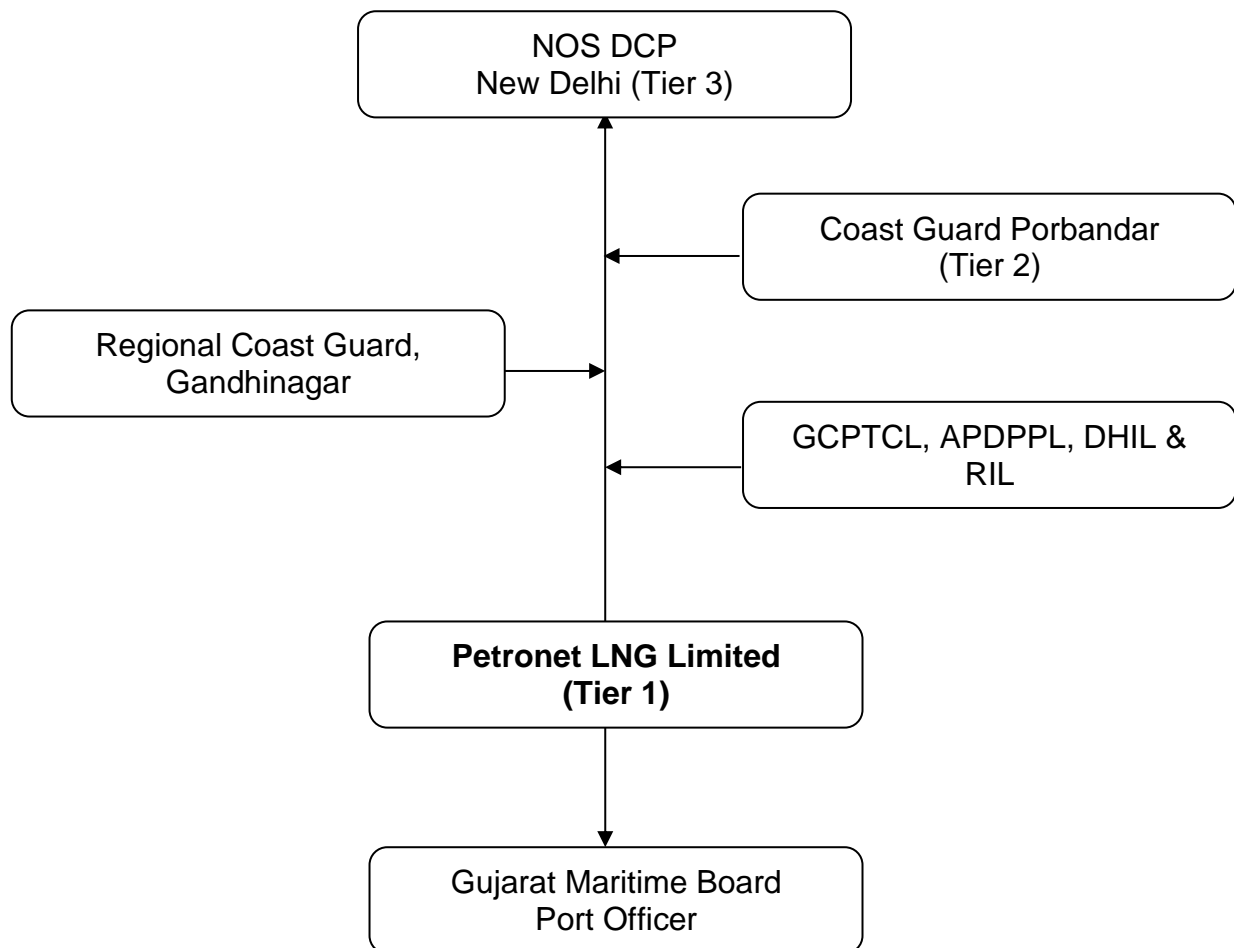 NOS DCP
New Delhi (Tier 3)
Coast Guard Porbandar
(Tier 2)
Regional Coast Guard,
Gandhinagar
GCPTCL, APDPPL, DHIL &
RIL
Petronet LNG Limited
(Tier 1)
Gujarat Maritime Board
Port Officer